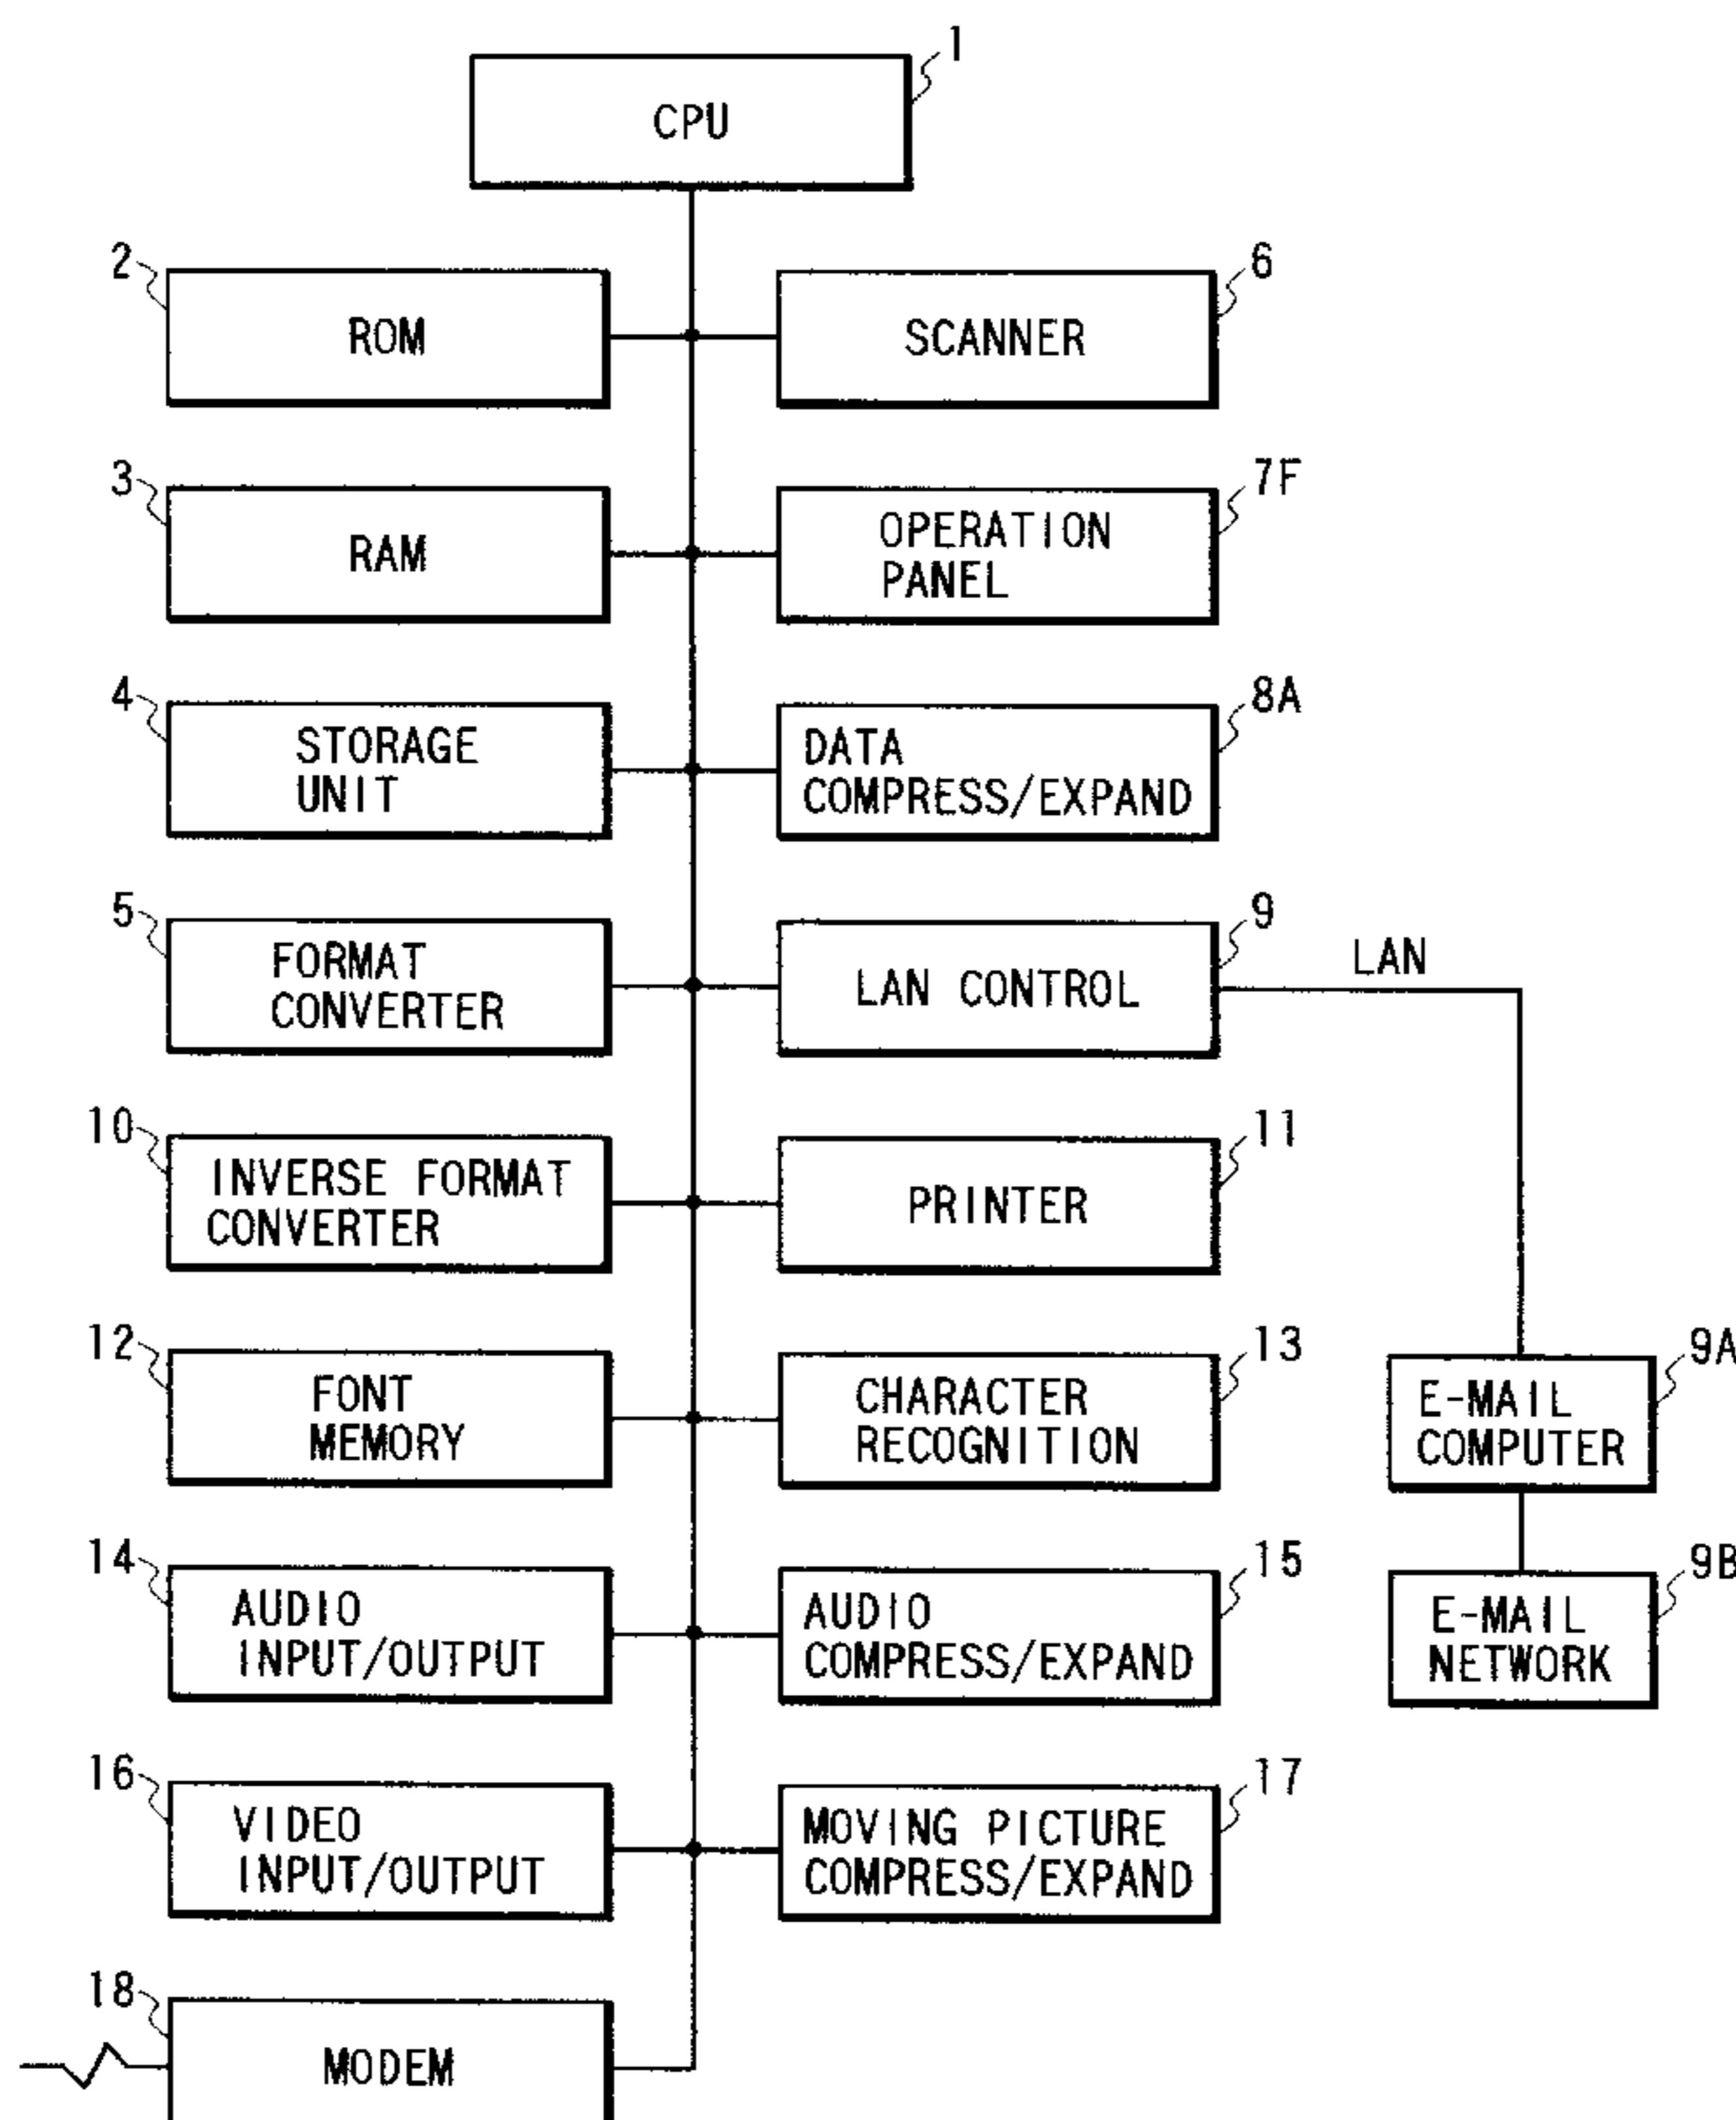 1
CPU
2
ROM
6
SCANNER
3
RAM
7F
OPERATION
PANEL
4
STORAGE
UNIT
8A
DATA
COMPRESS/EXPAND
5
FORMAT
CONVERTER
9
LAN CONTROL
LAN
10
INVERSE FORMAT
CONVERTER
11
PRINTER
12
FONT
MEMORY
13
CHARACTER
RECOGNITION
9A
E-MAIL
COMPUTER
14
AUDIO
INPUT/OUTPUT
15
AUDIO
COMPRESS/EXPAND
9B
E-MAIL
NETWORK
16
VIDEO
INPUT/OUTPUT
17
MOVING PICTURE
COMPRESS/EXPAND
18
MODEM